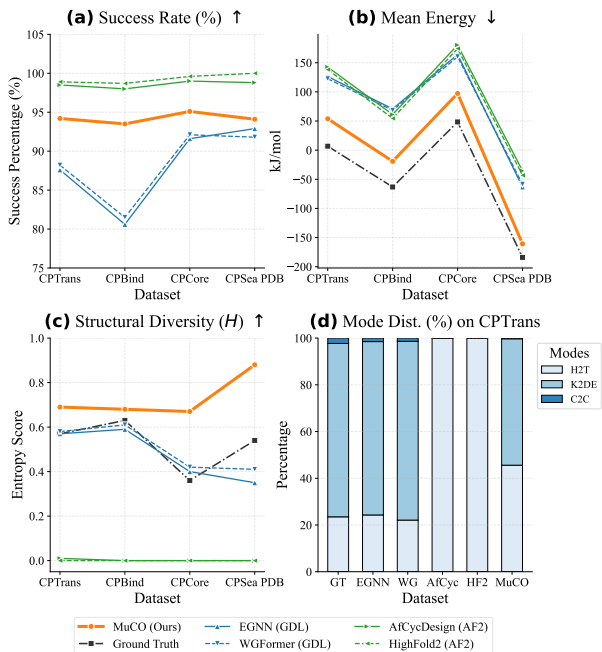 (a) Success Rate (%) ↑
105
100
95
90
85
80
75
Success Percentage (%)
CPTrans CPBind CPCore CPSea PDB
Dataset
(b) Mean Energy ↓
150
100
50
0
−50
−100
−150
−200
kJ/mol
CPTrans CPBind CPCore CPSea PDB
Dataset
(c) Structural Diversity (H) ↑
1.0
0.8
0.6
0.4
0.2
0.0
Entropy Score
CPTrans CPBind CPCore CPSea PDB
Dataset
(d) Mode Dist. (%) on CPTrans
100
80
60
40
20
0
Percentage
GT EGNN WG AfCyc HF2 MuCO
Dataset
Modes
H2T
K2DE
C2C
MuCO (Ours) EGNN (GDL) AfCycDesign (AF2)
Ground Truth WGFormer (GDL) HighFold2 (AF2)